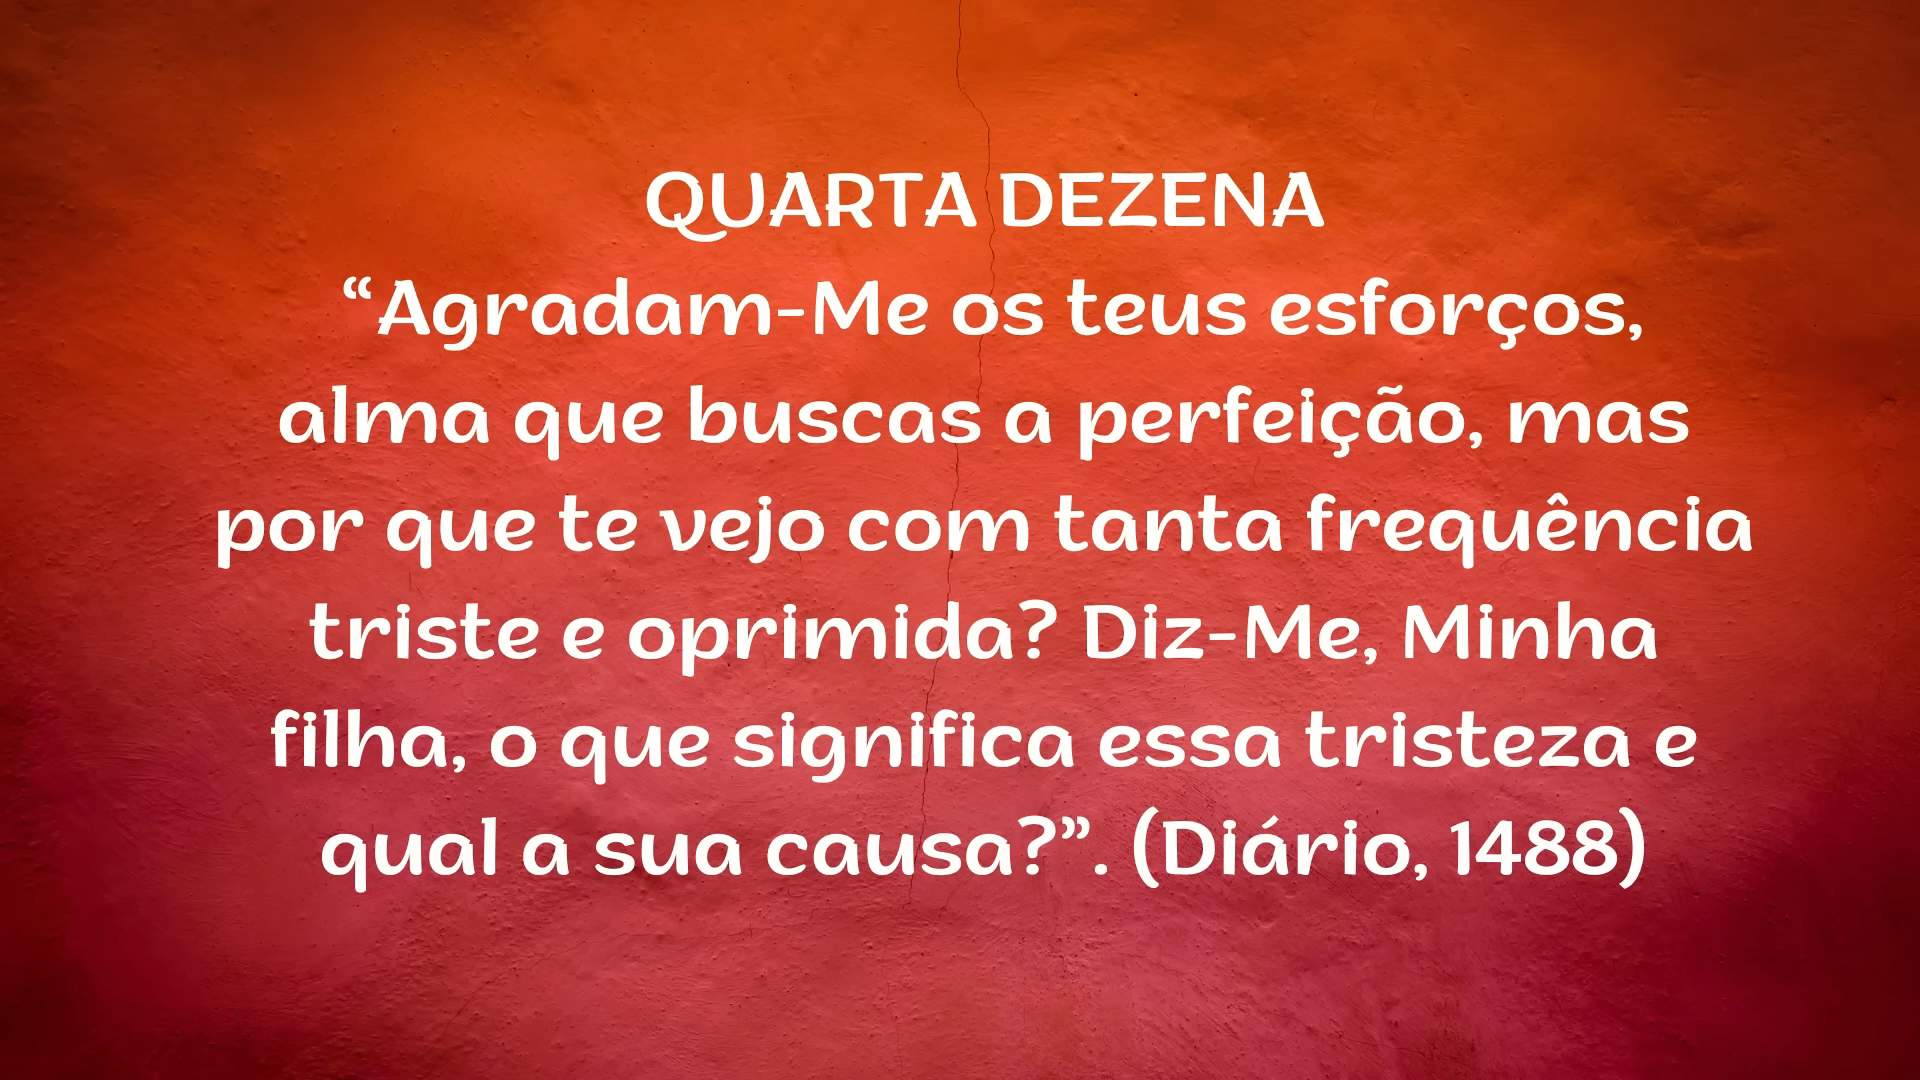 QUARTA DEZENA
“Agradam-Me os teus esforços,
alma que buscas a perfeição, mas
por que te vejo com tanta frequência
triste e oprimida? Diz-Me, Minha
filha, o que significa essa tristeza e
qual a sua causa?”. (Diário, 1488)